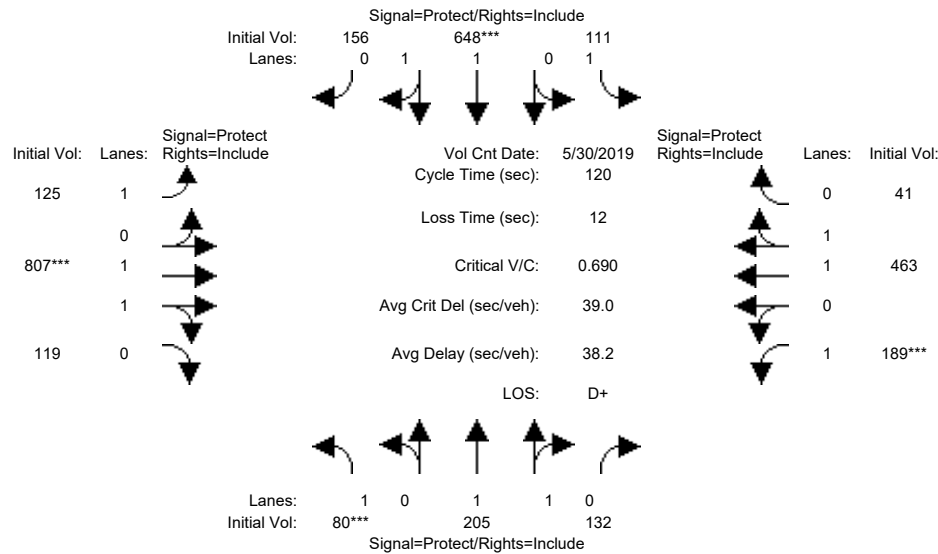 Signal=Protect/Rights=Include
Initial Vol: 156 648*** 111
Lanes: 0 1 1 0 1
Signal=Protect
Initial Vol: Lanes: Rights=Include
Vol Cnt Date: 5/30/2019
Signal=Protect
Rights=Include Lanes: Initial Vol:
Cycle Time (sec): 120
125 1
0 41
Loss Time (sec): 12
0
1
807*** 1
Critical V/C: 0.690
1 463
1
Avg Crit Del (sec/veh): 39.0
0
119 0
Avg Delay (sec/veh): 38.2
1 189***
LOS: D+
Lanes: 1 0 1 1 0
Initial Vol: 80*** 205 132
Signal=Protect/Rights=Include